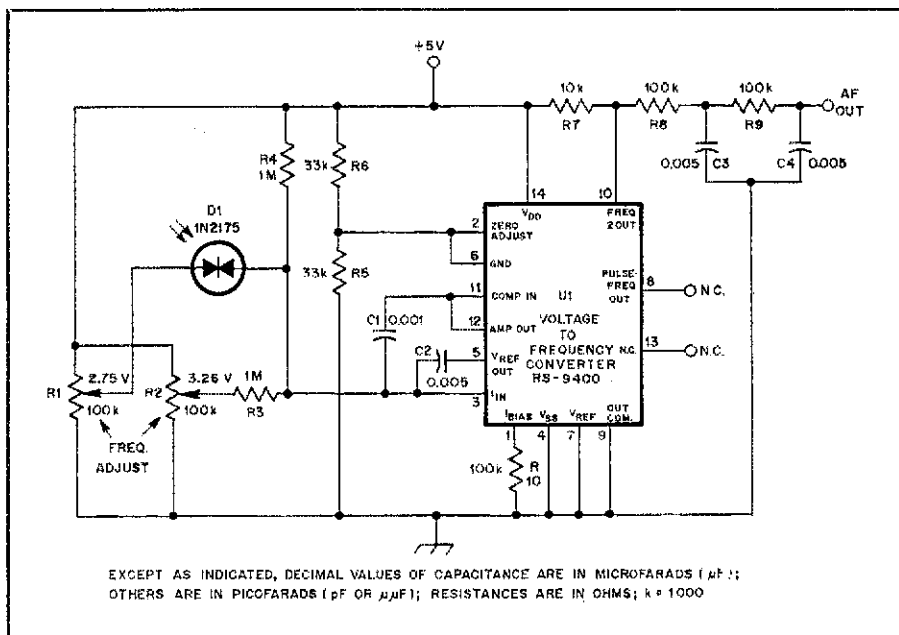 +5V
10k
R7
100k
R8
100k
R9
AF
OUT
0.005 C3
C4 0.005
R4
1M
33k R6
D1
1N2175
14
VDD
10
FREQ
2 OUT
2 ZERO
ADJUST
6 GND
33k R5
11 COMP IN
12 AMP OUT
C1 0.001
C2
0.005
5 VREF
OUT
3 IIN
PULSE-
FREQ
OUT
8 N.C.
U1
VOLTAGE
TO
FREQUENCY
CONVERTER
RS-9400
N.C. 13 N.C.
R1 2.75 V
100k
R2 3.26 V
100k
1M
R3
FREQ.
ADJUST
IBIAS VSS VREF OUT
COM.
1 4 7 9
100k R
10
EXCEPT AS INDICATED, DECIMAL VALUES OF CAPACITANCE ARE IN MICROFARADS (µF);
OTHERS ARE IN PICOFARADS (pF OR µµF); RESISTANCES ARE IN OHMS; k = 1000